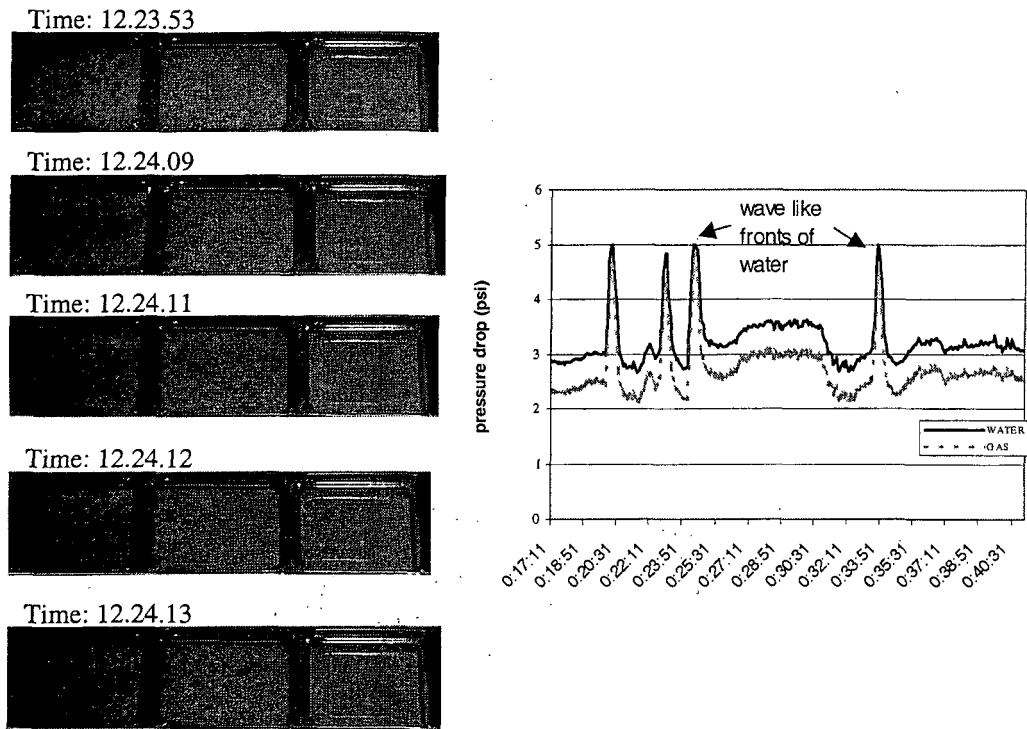 Time: 12.23.53
Time: 12.24.09
Time: 12.24.11
Time: 12.24.12
Time: 12.24.13
pressure drop (psi)
6
5
4
3
2
1
0
wave like
fronts of
water
WATER
GAS
0:17:11
0:18:51
0:20:31
0:22:11
0:23:51
0:25:31
0:27:11
0:28:51
0:30:31
0:32:11
0:33:51
0:35:31
0:37:11
0:38:51
0:40:31